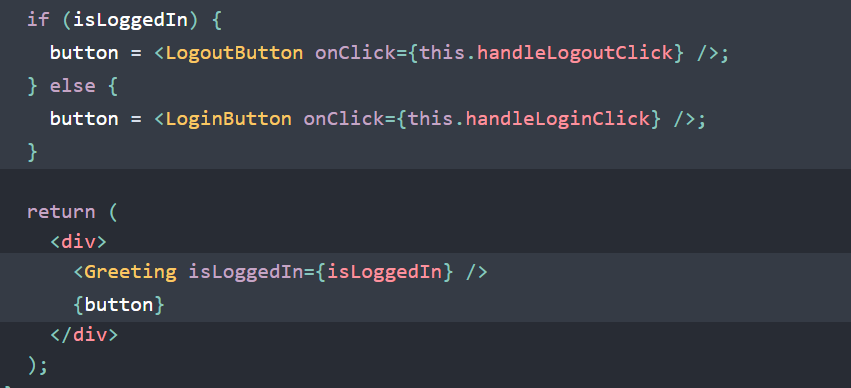 if (isLoggedIn) {
button = <LogoutButton onClick={this.handleLogoutClick} />;
} else {
button = <LoginButton onClick={this.handleLoginClick} />;
}
return (
<div>
<Greeting isLoggedIn={isLoggedIn} />
{button}
</div>
);